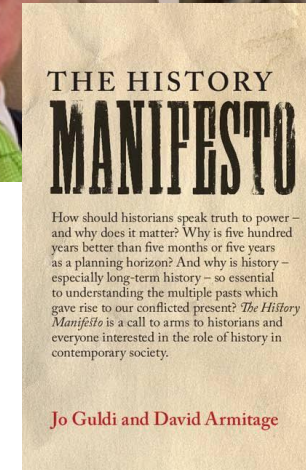 THE HISTORY
MANIFESTO
How should historians speak truth to power –
and why does it matter? Why is five hundred
years better than five months or five years
as a planning horizon? And why is history –
especially long-term history – so essential
to understanding the multiple pasts which
gave rise to our conflicted present? The History
Manifesto is a call to arms to historians and
everyone interested in the role of history in
contemporary society.
Jo Guldi and David Armitage